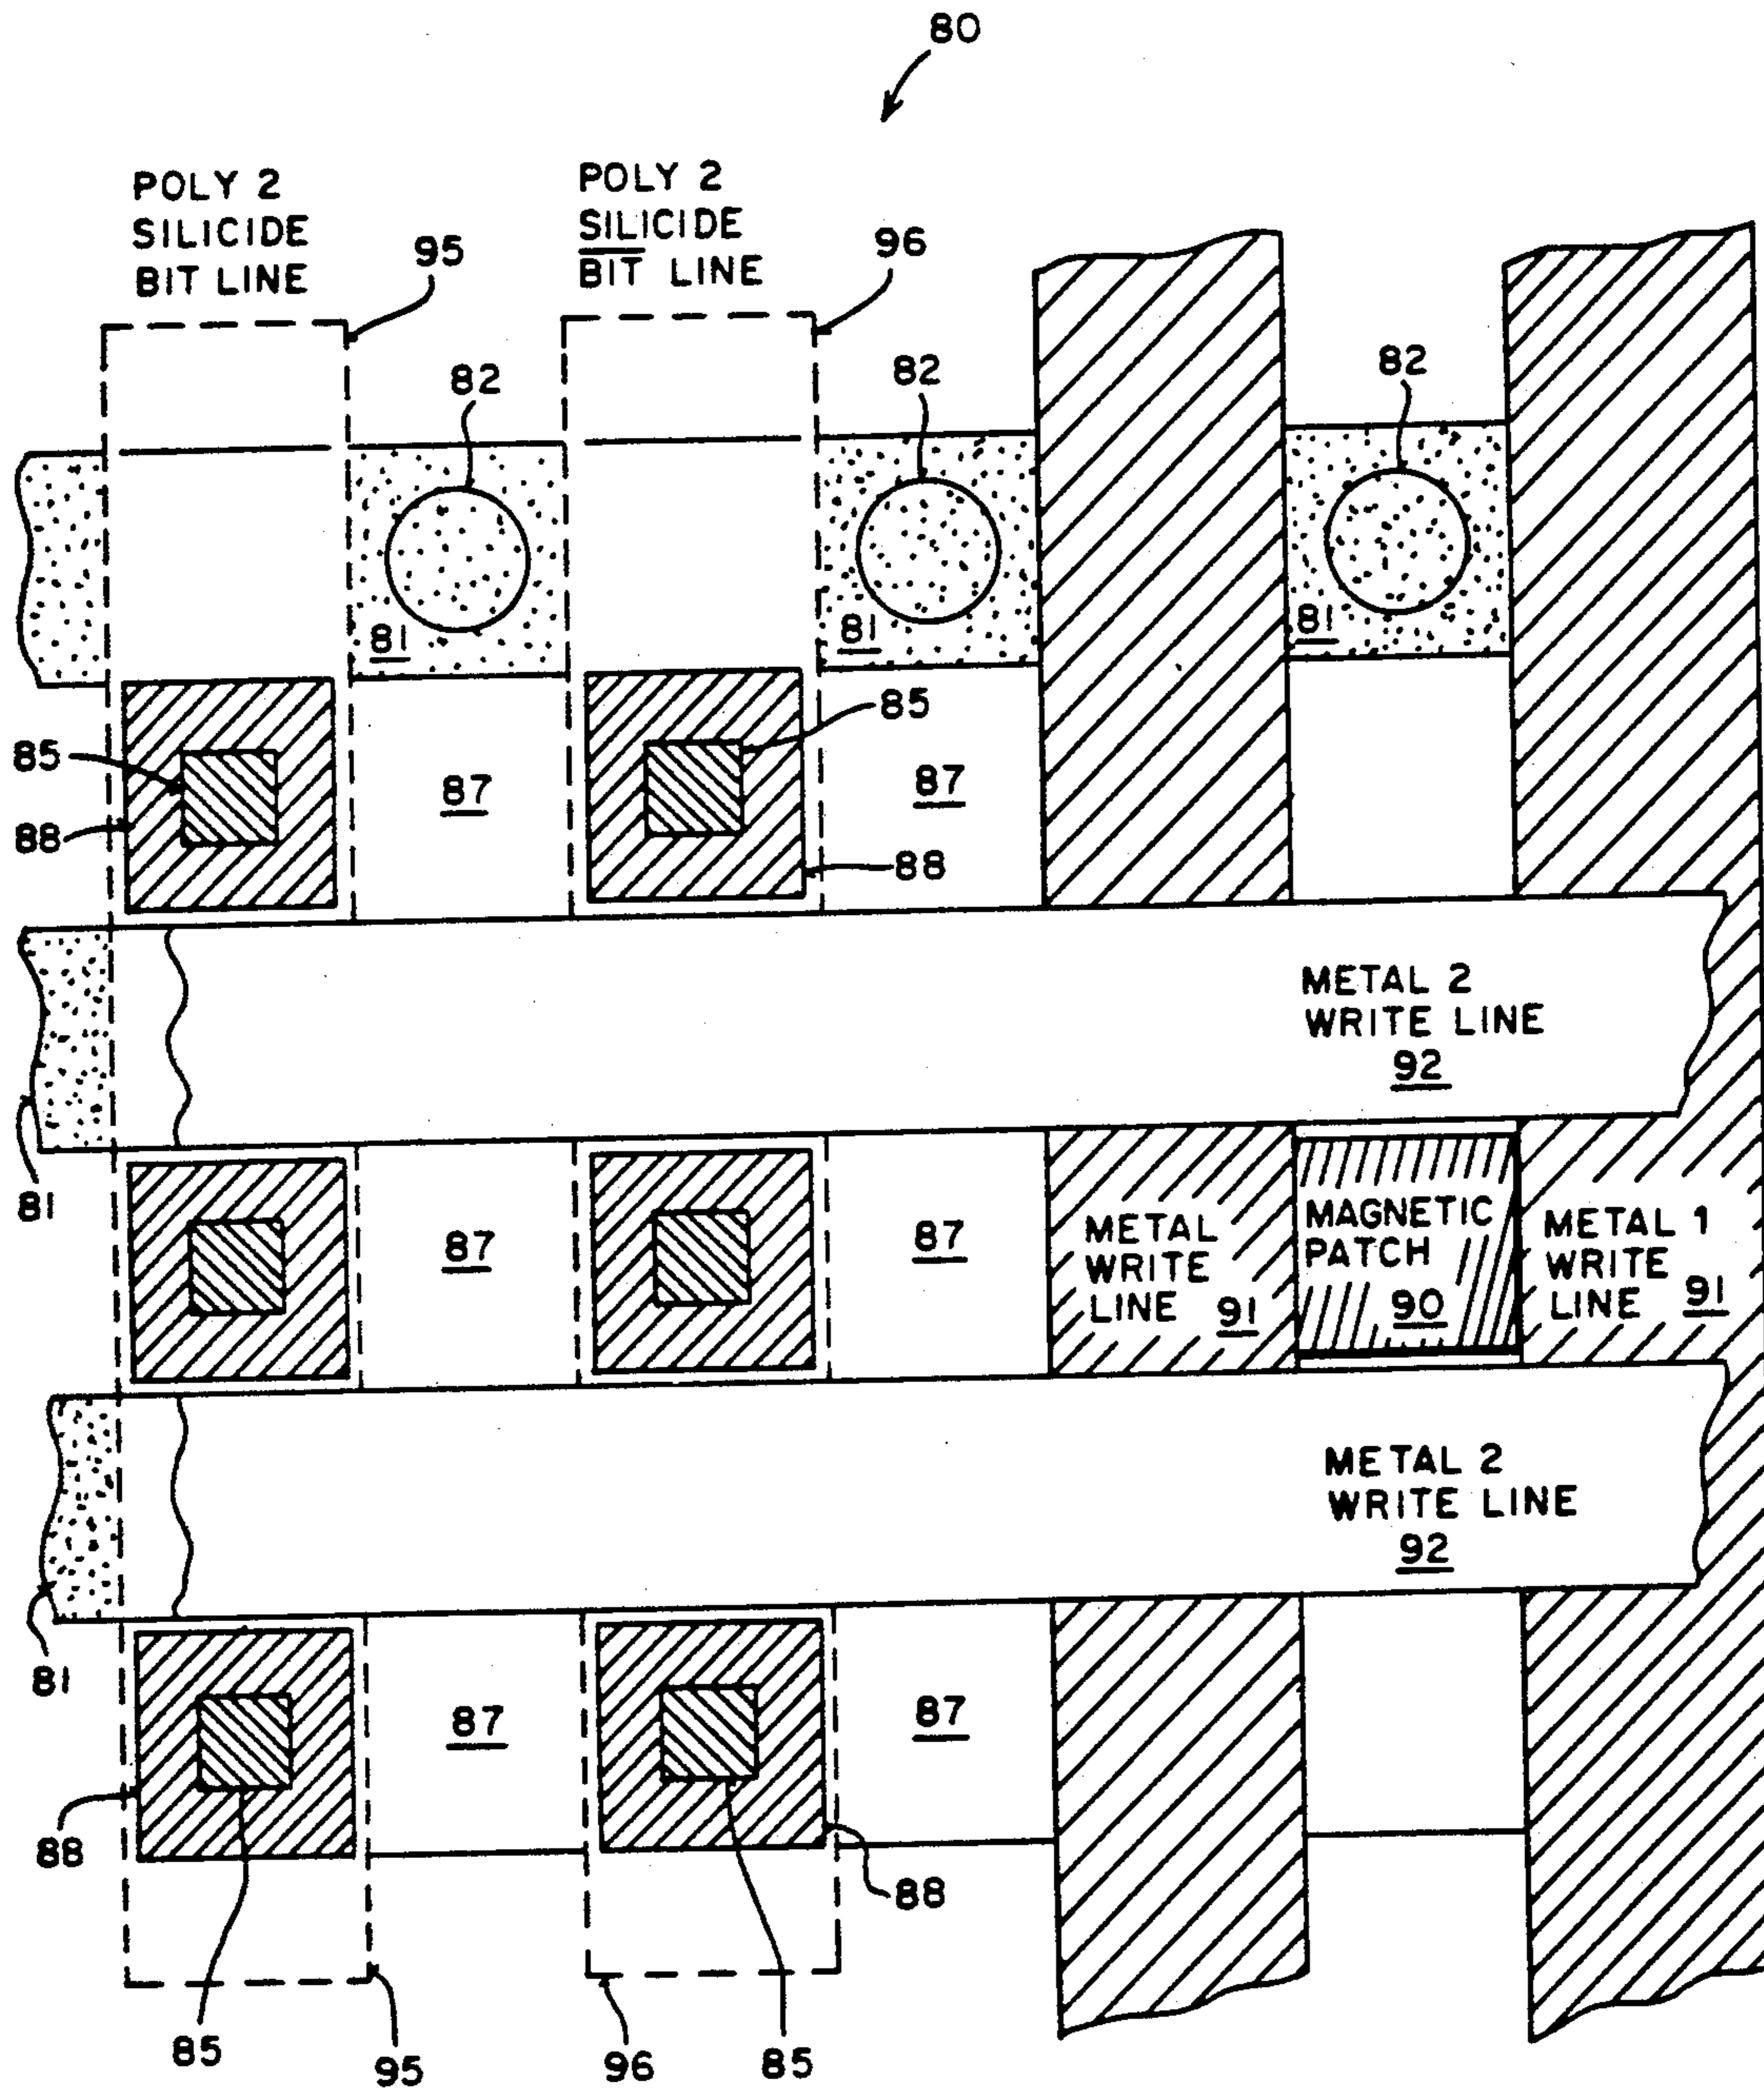 80
POLY 2
SILICIDE
BIT LINE
POLY 2
SILICIDE
BIT LINE
95
96
82
82
82
81
81
81
85
88
87
85
87
88
METAL 2
WRITE LINE
92
81
87
87
METAL
WRITE
LINE 91
MAGNETIC
PATCH
90
METAL 1
WRITE
LINE 91
METAL 2
WRITE LINE
92
81
87
87
88
88
85
95
96
85